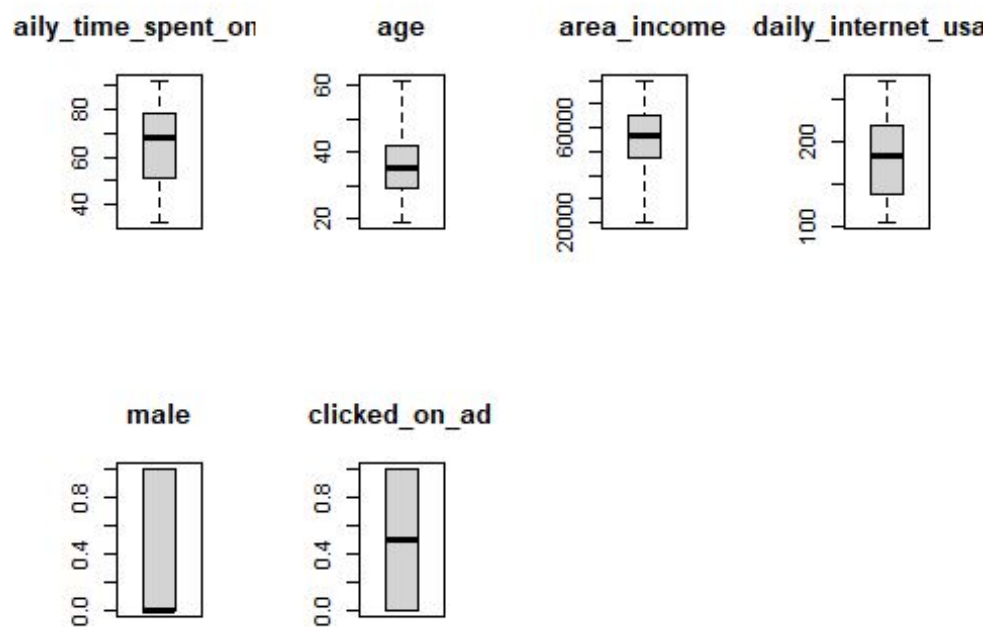 aily_time_spent_on
age
area_income
daily_internet_usa
80
60
40
60
40
20
60000
20000
200
100
male
clicked_on_ad
0.8
0.4
0.0
0.8
0.4
0.0